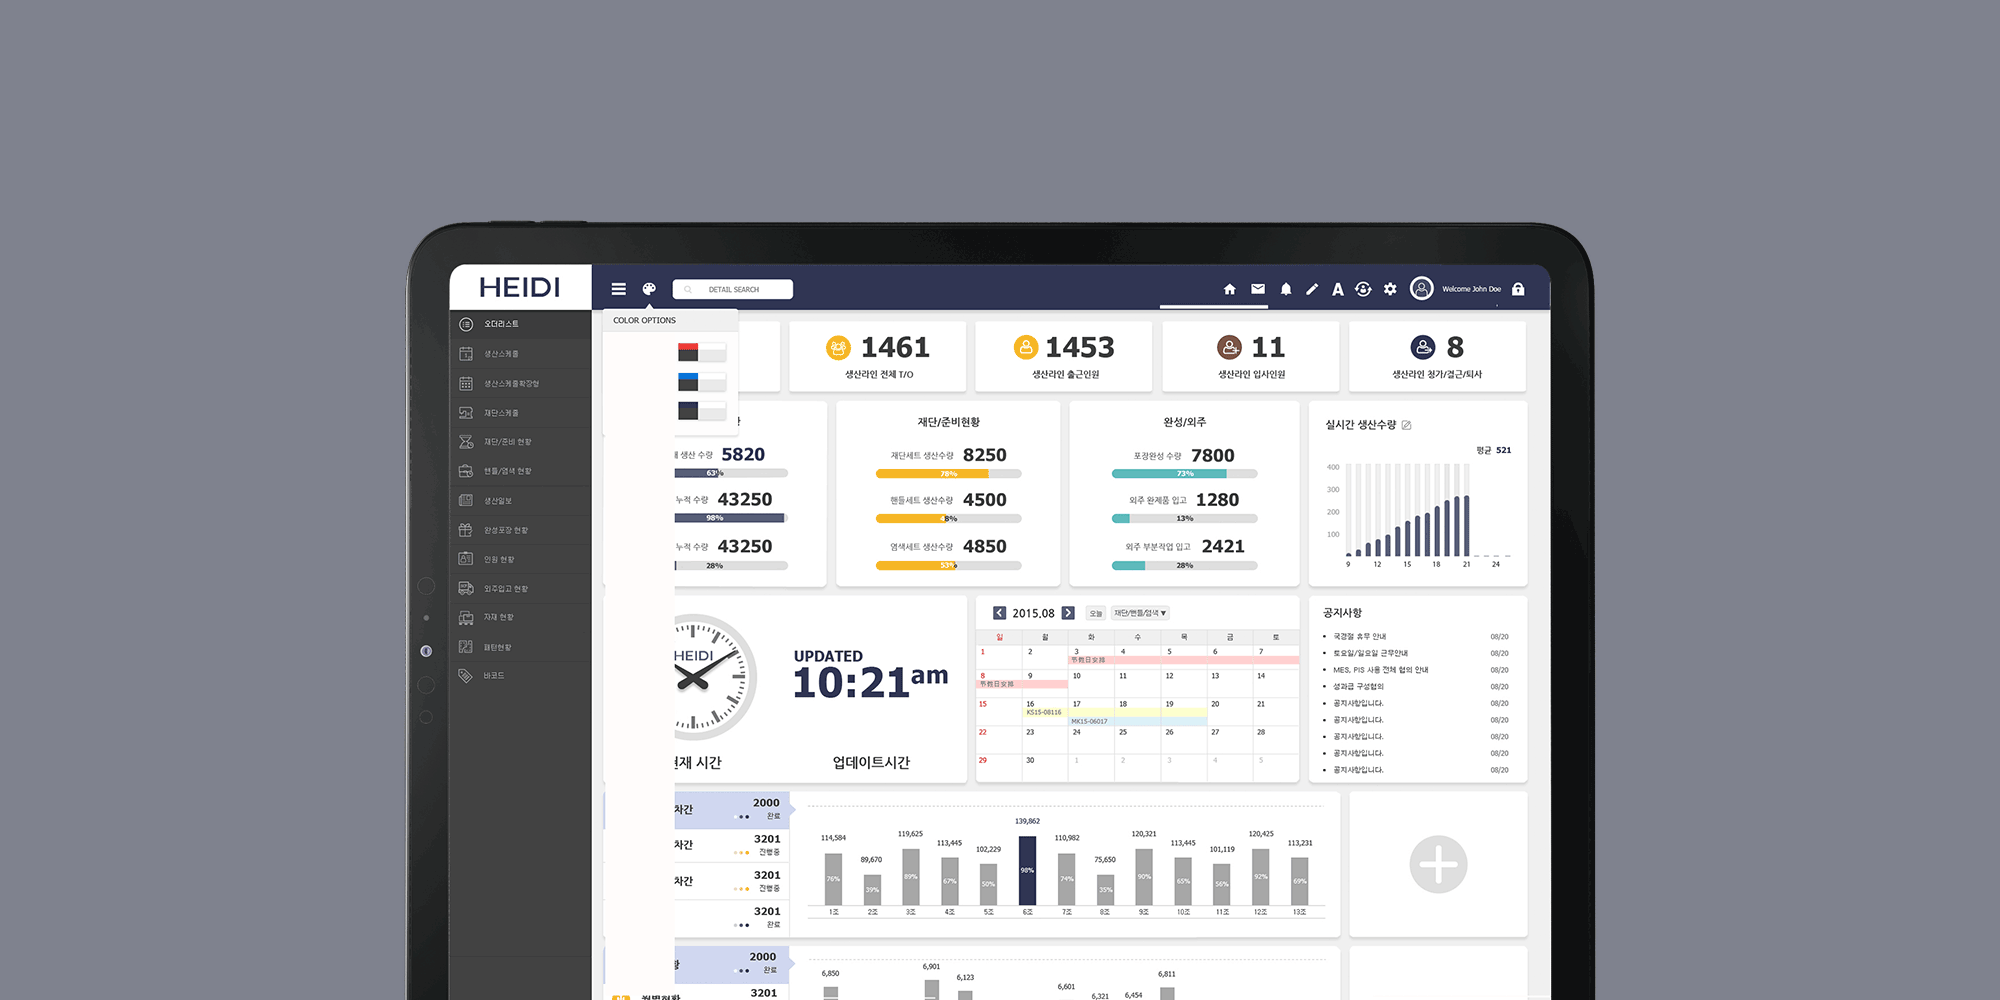 HEIDI
DETAIL SEARCH
Welcome John Doe
COLOR OPTIONS
오더리스트
생산스케쥴
생산스케쥴확장형
재단스케쥴
재단/준비 현황
핸들/염색 현황
생산일보
완성포장 현황
인원 현황
외주입고 현황
자재 현황
패턴현황
바코드
1461
생산라인 전체 T/O
1453
생산라인 출근인원
11
생산라인 입사인원
8
생산라인 정가/결근/퇴사
생산 수량 5820
63%
누적 수량 43250
98%
누적 수량 43250
28%
재단/준비현황
재단세트 생산수량 8250
78%
핸들세트 생산수량 4500
8%
염색세트 생산수량 4850
53%
완성/외주
포장완성 수량 7800
73%
외주 완제품 입고 1280
13%
외주 부분작업 입고 2421
28%
실시간 생산수량
평균 521
400
300
200
100
9 12 15 18 21 24
HEIDI
현재 시간
UPDATED
10:21am
업데이트시간
2015.08 오늘 재단/핸들/염색 ▼
일 월 화 수 목 금 토
1 2 3 4 5 6 7
节假日安排
8 9 10 11 12 13 14
节假日安排
15 16 17 18 19 20 21
KS15-08116
MK15-06017
22 23 24 25 26 27 28
29 30 1 2 3 4 5
공지사항
국경절 휴무 안내 08/20
토요일/일요일 근무안내 08/20
MES, PIS 사용 전체 협의 안내 08/20
성과급 구성협의 08/20
공지사항입니다. 08/20
공지사항입니다. 08/20
공지사항입니다. 08/20
공지사항입니다. 08/20
공지사항입니다. 08/20
차간 2000
완료
차간 3201
진행중
차간 3201
진행중
3201
완료
114,584 89,670 119,625 113,445 102,229 139,862 110,982 75,650 120,321 113,445 101,119 120,425 113,231
76% 39% 89% 67% 50% 98% 74% 35% 90% 65% 56% 92% 69%
1조 2조 3조 4조 5조 6조 7조 8조 9조 10조 11조 12조 13조
2000
완료
3201
월별현황
6,850 6,901 6,123 6,601 6,321 6,454 6,811